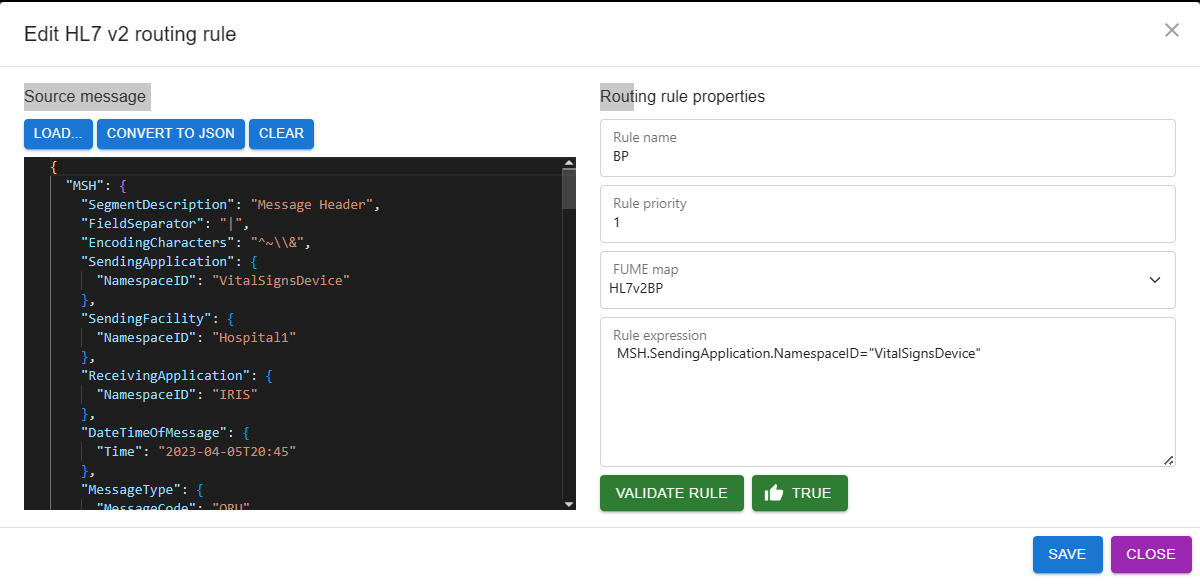 Edit HL7 v2 routing rule
Source message
LOAD... CONVERT TO JSON CLEAR
{
"MSH": {
"SegmentDescription": "Message Header",
"FieldSeparator": "|",
"EncodingCharacters": "^~\\&",
"SendingApplication": {
"NamespaceID": "VitalSignsDevice"
},
"SendingFacility": {
"NamespaceID": "Hospital1"
},
"ReceivingApplication": {
"NamespaceID": "IRIS"
},
"DateTimeOfMessage": {
"Time": "2023-04-05T20:45"
},
"MessageType": {
"MessageCode": "ORU"
Routing rule properties
Rule name
BP
Rule priority
1
FUME map
HL7v2BP
Rule expression
MSH.SendingApplication.NamespaceID="VitalSignsDevice"
VALIDATE RULE TRUE
SAVE CLOSE